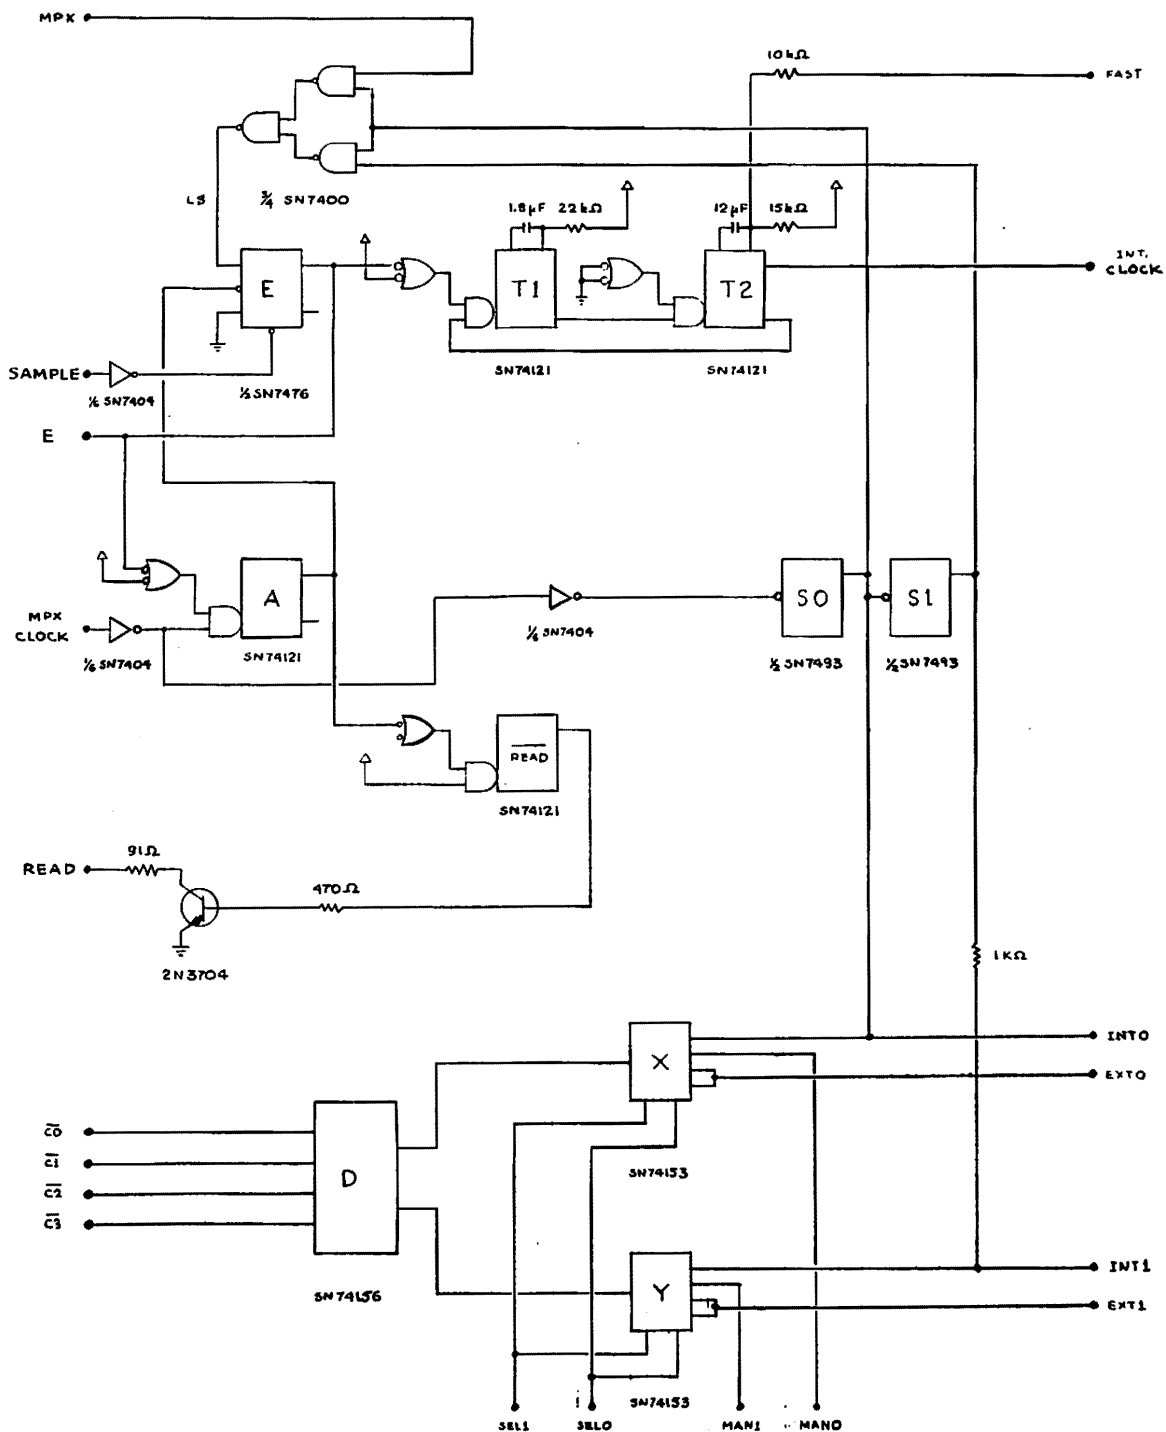 MPX
10kΩ
FAST
LS
3/4 SN7400
1.8µF 22kΩ
12µF 15kΩ
E
T1
T2
INT.
CLOCK
SAMPLE
1/6 SN7404
1/2 SN7476
SN74121
SN74121
E
A
S0
S1
MPX
CLOCK
1/6 SN7404
SN74121
1/6 SN7404
1/2 SN7493
1/2 SN7493
READ
SN74121
READ
91Ω
470Ω
2N3704
1KΩ
X
INT0
EXT0
C0
C1
C2
C3
D
SN74153
SN74156
Y
INT1
EXT1
SN74153
SEL1
SEL0
MAN1
MAN0